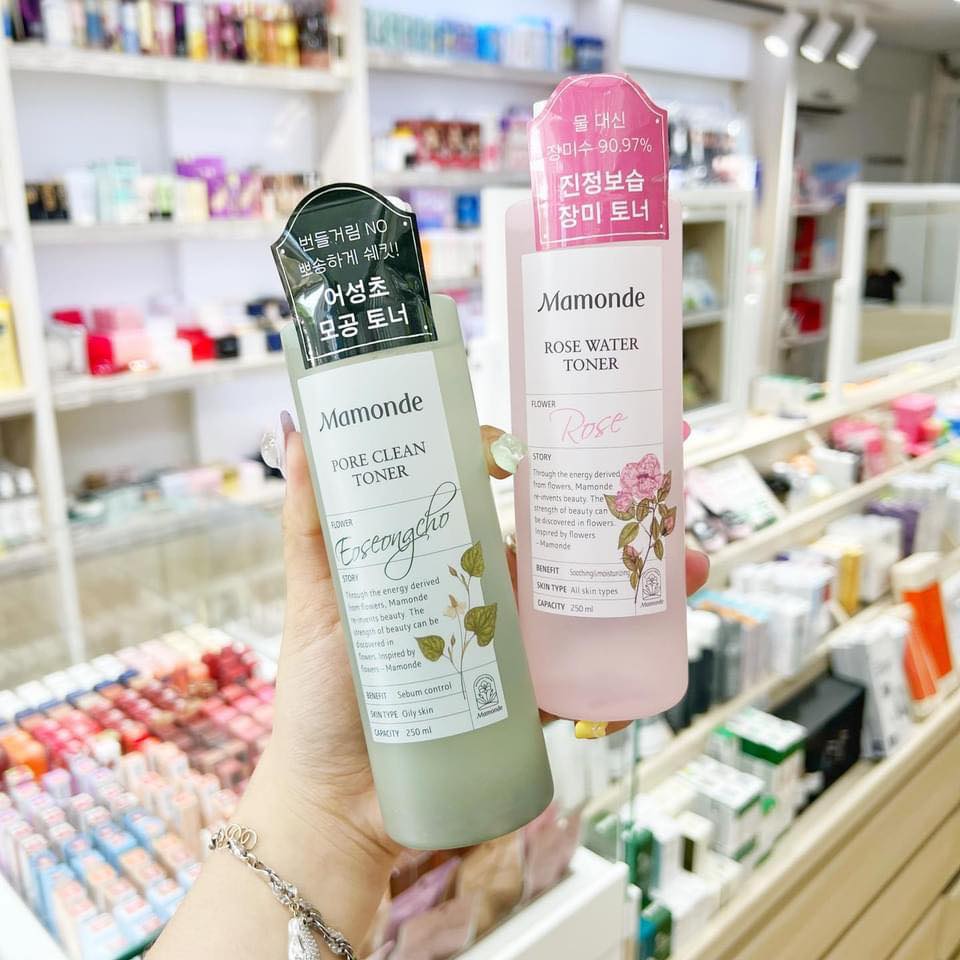 번들거림 NO
뽀송하게 쉐킷!
어성초
모공 토너
Mamonde
PORE CLEAN
TONER
FLOWER
Eoseongcho
STORY
Through the energy derived
from flowers, Mamonde
re-invents beauty. The
strength of beauty can be
discovered in
flowers. Inspired by
flowers -Mamonde
BENEFIT Sebum control
SKIN TYPE Oily skin
CAPACITY 250 ml
Mamonde
물 대신
장미수 90.97%
진정보습
장미 토너
Mamonde
ROSE WATER
TONER
FLOWER
Rose
STORY
Through the energy derived
from flowers, Mamonde
re-invents beauty. The
strength of beauty can
be discovered in flowers.
Inspired by flowers
-Mamonde
BENEFIT Soothing&moisturizing
SKIN TYPE All skin types
CAPACITY 250 ml
Mamonde